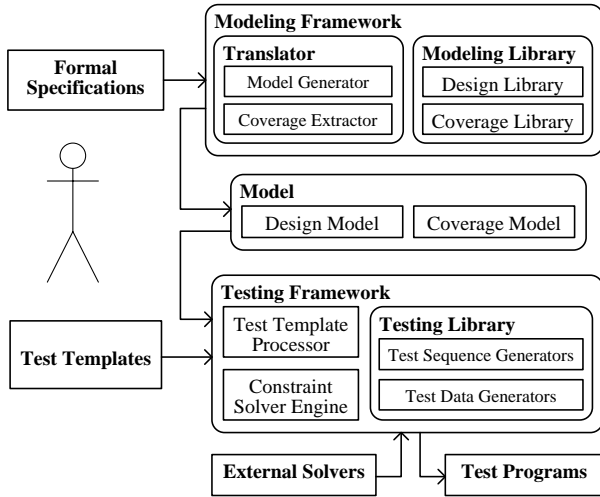 Modeling Framework
Formal
Specifications
Translator
Model Generator
Coverage Extractor
Modeling Library
Design Library
Coverage Library
Model
Design Model
Coverage Model
Testing Framework
Test Templates
Test Template
Processor
Constraint
Solver Engine
Testing Library
Test Sequence Generators
Test Data Generators
External Solvers
Test Programs